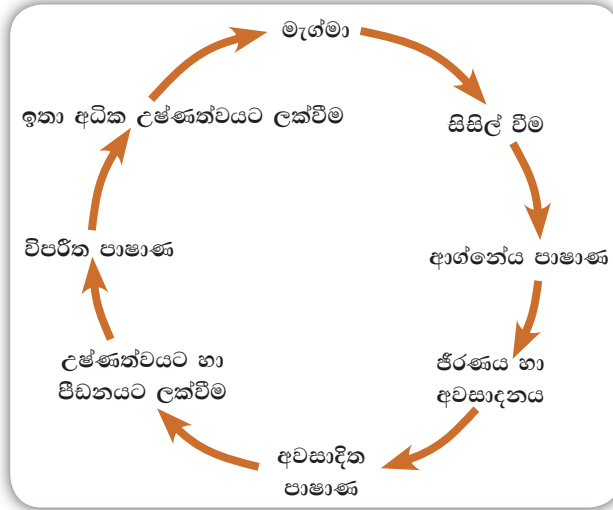 මැග්මා
සිසිල් වීම
ආග්නේය පාෂාණ
ජීරණය හා
අවසාදනය
අවසාදිත
පාෂාණ
උෂ්ණත්වයට හා
පීඩනයට ලක්වීම
විපරීත පාෂාණ
ඉතා අධික උෂ්ණත්වයට ලක්වීම